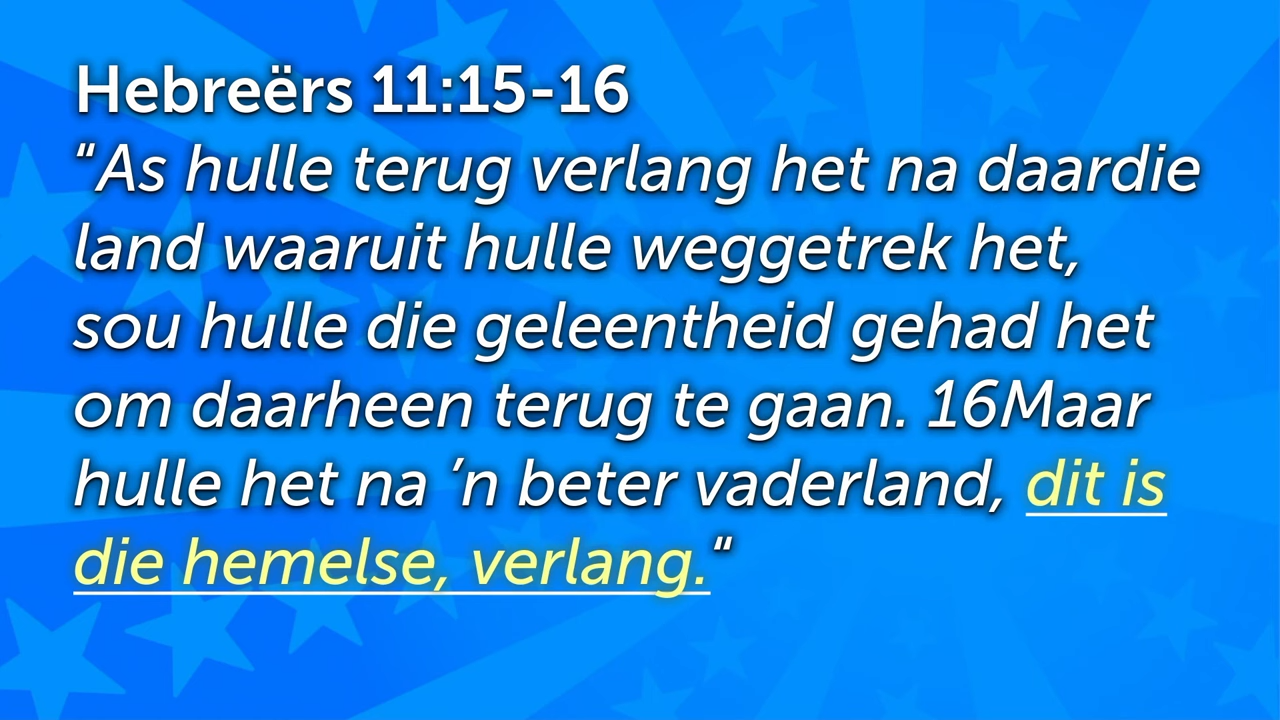 Hebreërs 11:15-16
“As hulle terug verlang het na daardie
land waaruit hulle weggetrek het,
sou hulle die geleentheid gehad het
om daarheen terug te gaan. 16Maar
hulle het na ’n beter vaderland, dit is
die hemelse, verlang.“